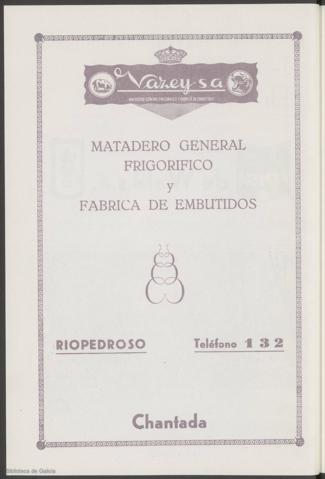 Varey-s.a
MATADERO GENERAL
FRIGORIFICO
y
FABRICA DE EMBUTIDOS
RIOPEDROSO Teléfono 132
Chantada
Biblioteca de Galicia